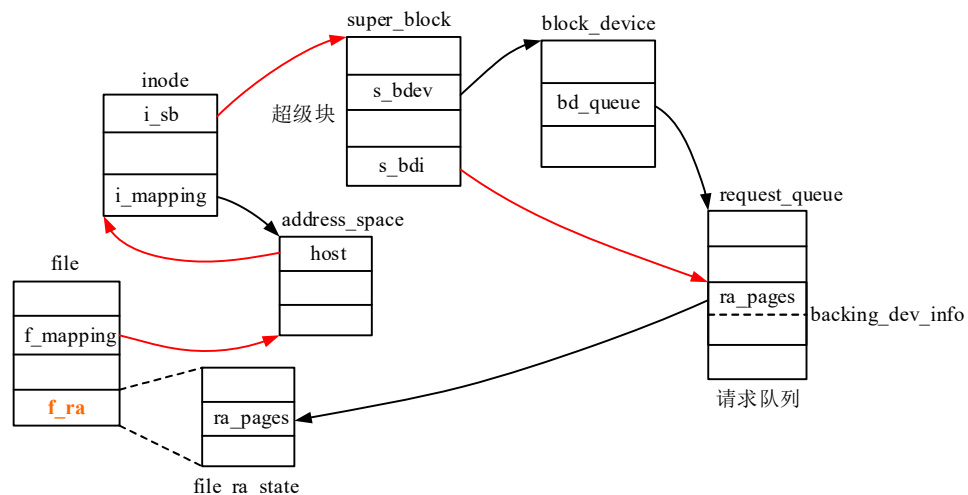 super_block
block_device
inode
s_bdev
i_sb
超级块
bd_queue
s_bdi
i_mapping
request_queue
address_space
host
file
ra_pages
backing_dev_info
f_mapping
f_ra
ra_pages
请求队列
file_ra_state